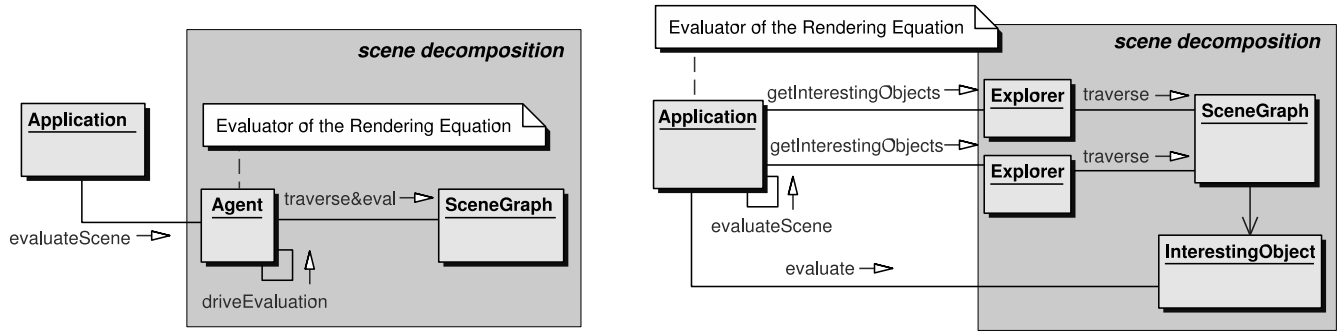 scene decomposition
Application
Evaluator of the Rendering Equation
Agent
traverse&eval
SceneGraph
evaluateScene
driveEvaluation
Evaluator of the Rendering Equation
scene decomposition
getInterestingObjects
Explorer
traverse
Application
SceneGraph
getInterestingObjects
traverse
Explorer
evaluateScene
InterestingObject
evaluate